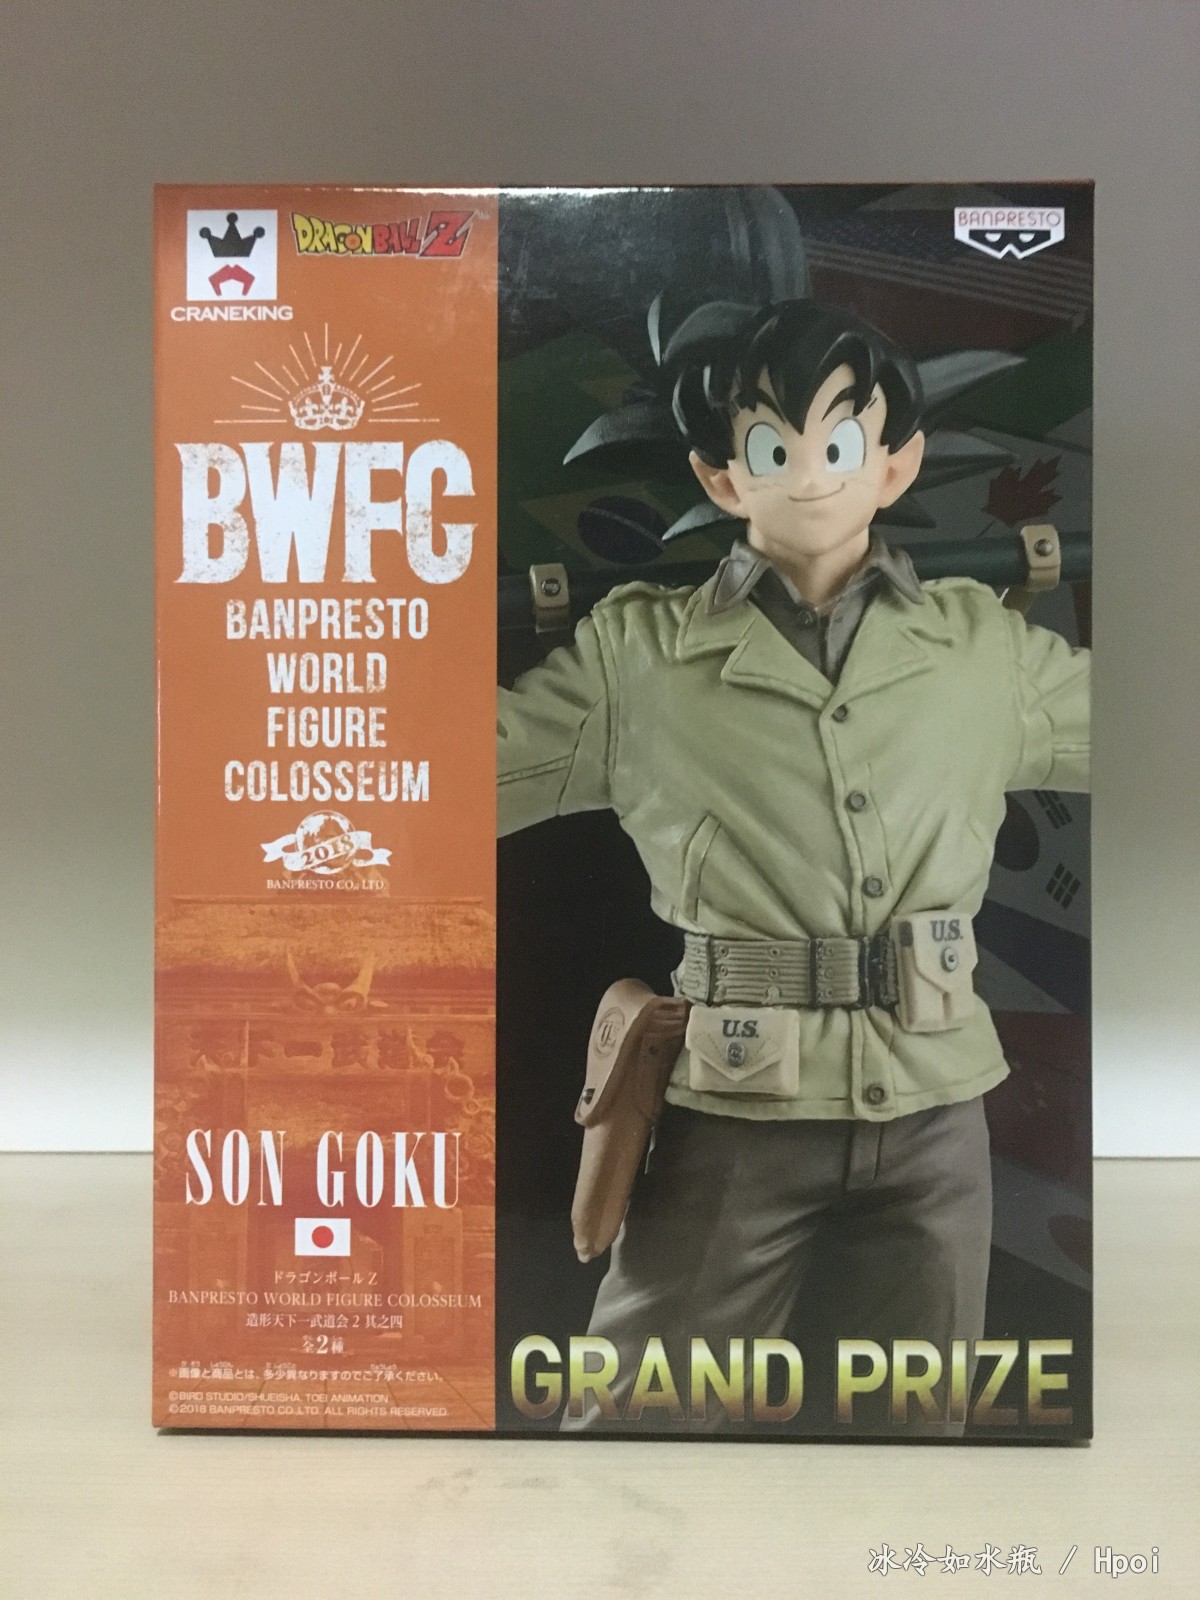 CRANEKING
DRAGON BALL Z
BANPRESTO
BWFC
BANPRESTO
WORLD
FIGURE
COLOSSEUM
2018
BANPRESTO CO., LTD.
天下一武道会
U.S.
U.S.
SON GOKU
ドラゴンボールZ
BANPRESTO WORLD FIGURE COLOSSEUM
造形天下一武道会2 其之四
全2種
※画像と商品とは、多少異なりますのでご了承ください。
©BIRD STUDIO/SHUEISHA, TOEI ANIMATION
©2018 BANPRESTO CO.,LTD. ALL RIGHTS RESERVED.
GRAND PRIZE
冰冷如水瓶 / Hpoi